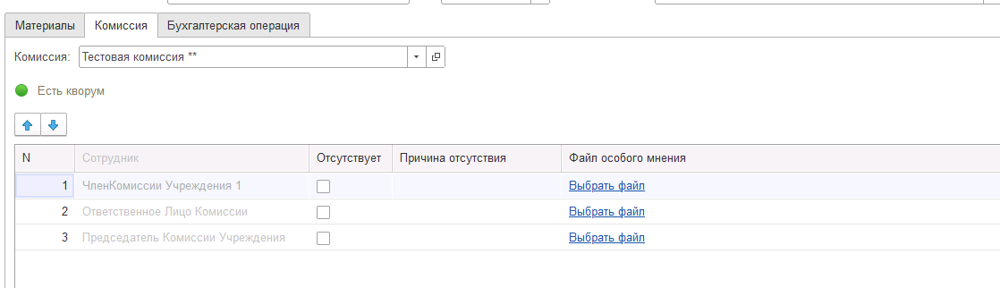 Материалы Комиссия Бухгалтерская операция
Комиссия: Тестовая комиссия **
Есть кворум
N Сотрудник Отсутствует Причина отсутствия Файл особого мнения
1 ЧленКомиссии Учреждения 1 Выбрать файл
2 Ответственное Лицо Комиссии Выбрать файл
3 Председатель Комиссии Учреждения Выбрать файл